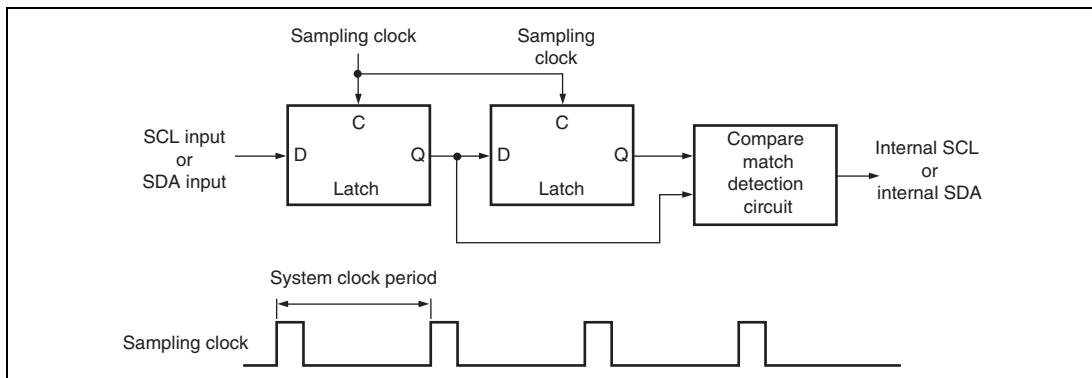 Sampling clock
Sampling
clock
SCL input
or
SDA input
C
D
Q
Latch
C
D
Q
Latch
Compare
match
detection
circuit
Internal SCL
or
internal SDA
System clock period
Sampling clock